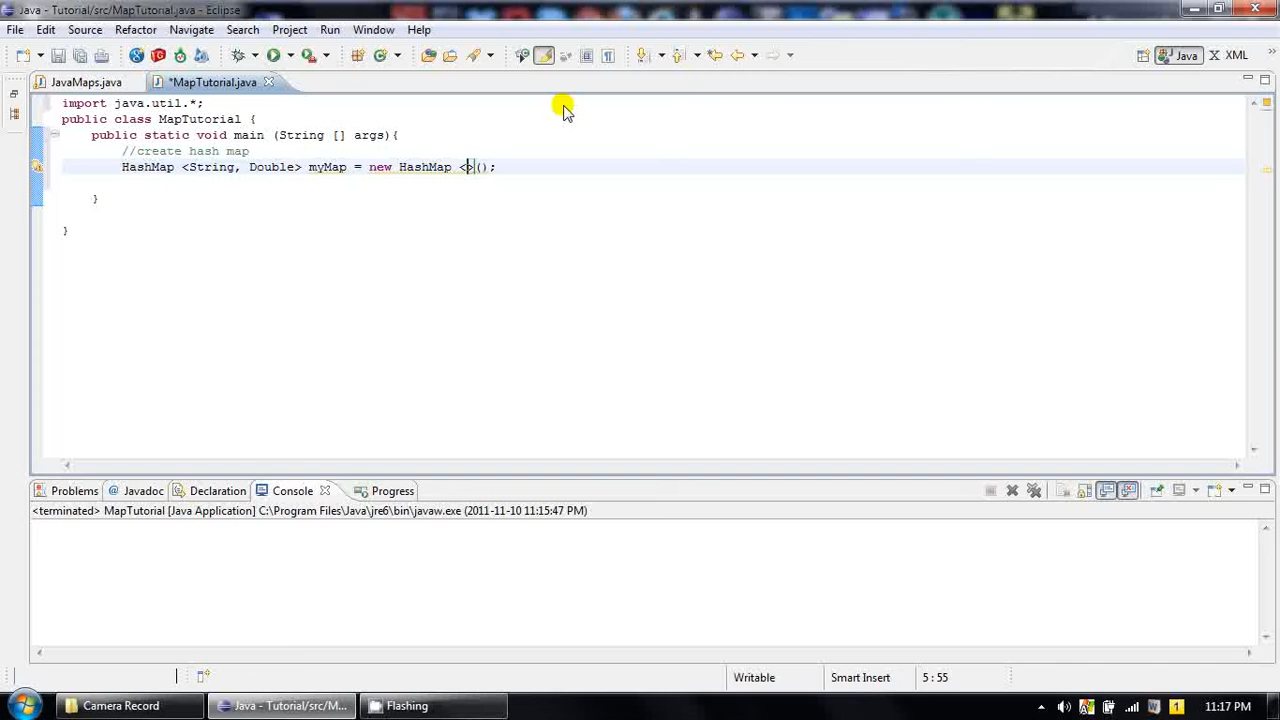 Java - Tutorial/src/MapTutorial.java - Eclipse
File Edit Source Refactor Navigate Search Project Run Window Help
Java XML
JavaMaps.java *MapTutorial.java
import java.util.*;
public class MapTutorial {
public static void main (String [] args){
//create hash map
HashMap <String, Double> myMap = new HashMap <>();
}
}
Problems Javadoc Declaration Console Progress
<terminated> MapTutorial [Java Application] C:\Program Files\Java\jre6\bin\javaw.exe (2011-11-10 11:15:47 PM)
Writable Smart Insert 5 : 55
Camera Record Java - Tutorial/src/M... Flashing 1 11:17 PM